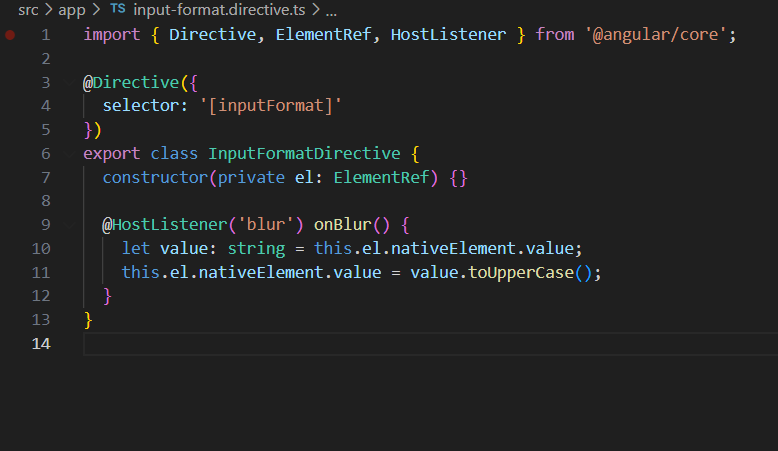 src > app > TS input-format.directive.ts > ...
1 import { Directive, ElementRef, HostListener } from '@angular/core';
2
3 @Directive({
4   selector: '[inputFormat]'
5 })
6 export class InputFormatDirective {
7   constructor(private el: ElementRef) {}
8
9   @HostListener('blur') onBlur() {
10     let value: string = this.el.nativeElement.value;
11     this.el.nativeElement.value = value.toUpperCase();
12   }
13 }
14